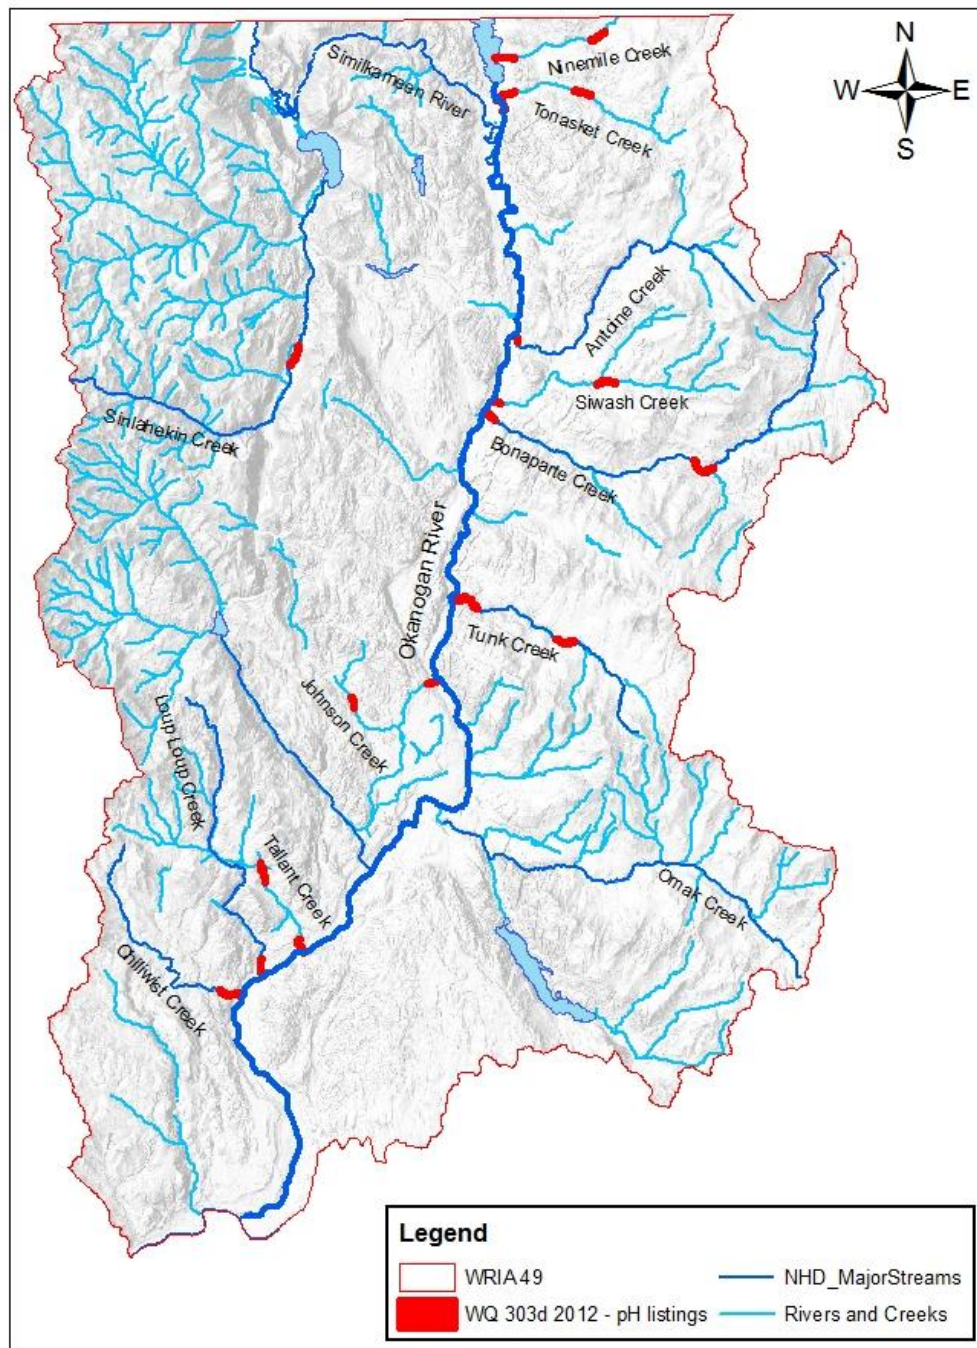 N
W E
S
Similkameen River
Ninemile Creek
Tonasket Creek
Antoine Creek
Siwash Creek
Sinlahekin Creek
Bonaparte Creek
Okanogan River
Tunk Creek
Johnson Creek
Loup Loup Creek
Tallant Creek
Omak Creek
Chilliwist Creek
Legend
WRIA 49
NHD_MajorStreams
WQ 303d 2012 - pH listings
Rivers and Creeks